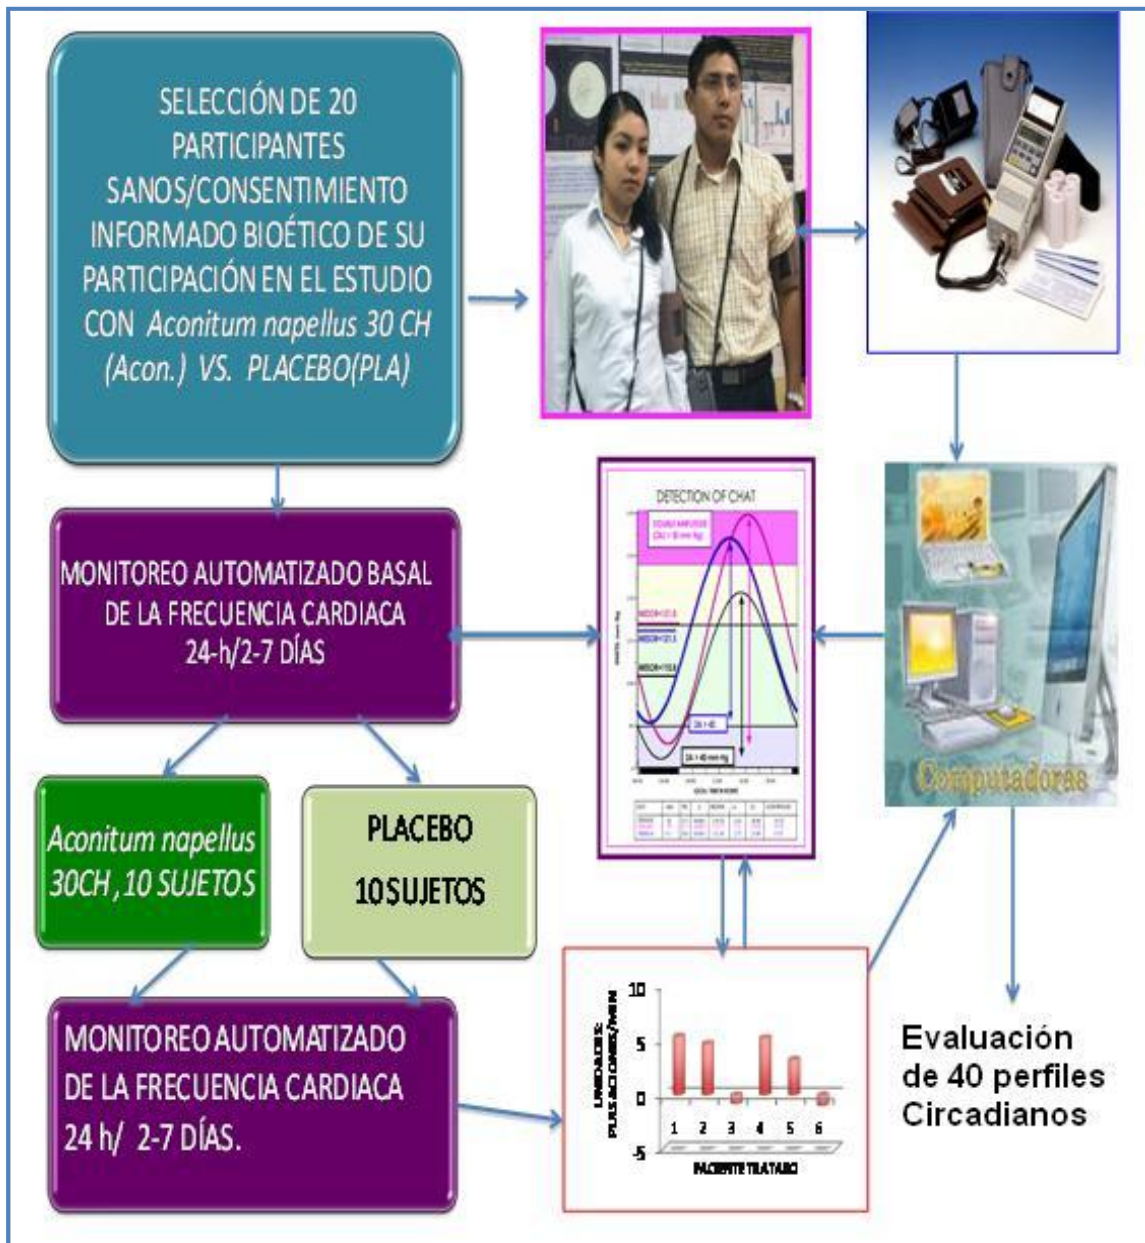 SELECCIÓN DE 20
PARTICIPANTES
SANOS/CONSENTIMIENTO
INFORMADO BIOÉTICO DE SU
PARTICIPACIÓN EN EL ESTUDIO
CON Aconitum napellus 30 CH
(Acon.) VS. PLACEBO(PLA)
MONITOREO AUTOMATIZADO BASAL
DE LA FRECUENCIA CARDIACA
24-h/2-7 DÍAS
DETECTION OF CHAT
Computadoras
Aconitum napellus
30CH , 10 SUJETOS
PLACEBO
10 SUJETOS
MONITOREO AUTOMATIZADO
DE LA FRECUENCIA CARDIACA
24 h/ 2-7 DÍAS.
UNIDADES:
PULSACIONES/MIN
10
5
0
-5
1 2 3 4 5 6
PACIENTE TRATADO
Evaluación
de 40 perfiles
Circadianos